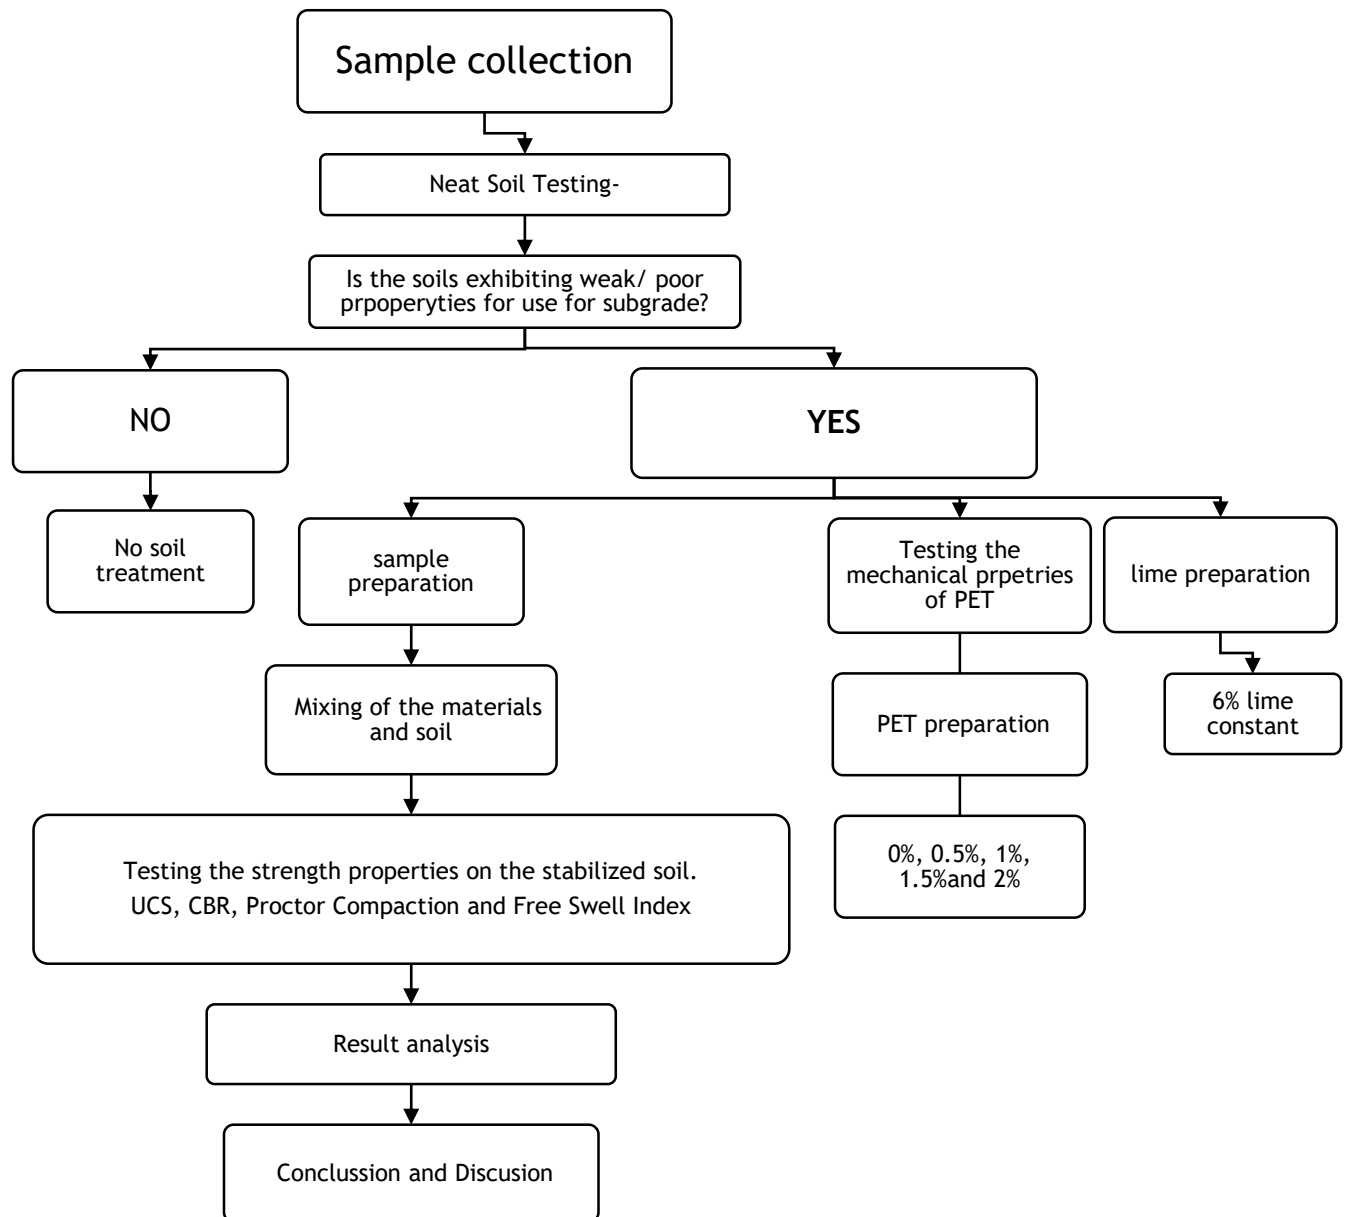 Sample collection
Neat Soil Testing-
Is the soils exhibiting weak/ poor
prpoperyties for use for subgrade?
NO
YES
No soil
treatment
sample
preparation
Testing the
mechanical prpetries
of PET
lime preparation
Mixing of the materials
and soil
PET preparation
6% lime
constant
Testing the strength properties on the stabilized soil.
UCS, CBR, Proctor Compaction and Free Swell Index
0%, 0.5%, 1%,
1.5%and 2%
Result analysis
Conclussion and Discusion